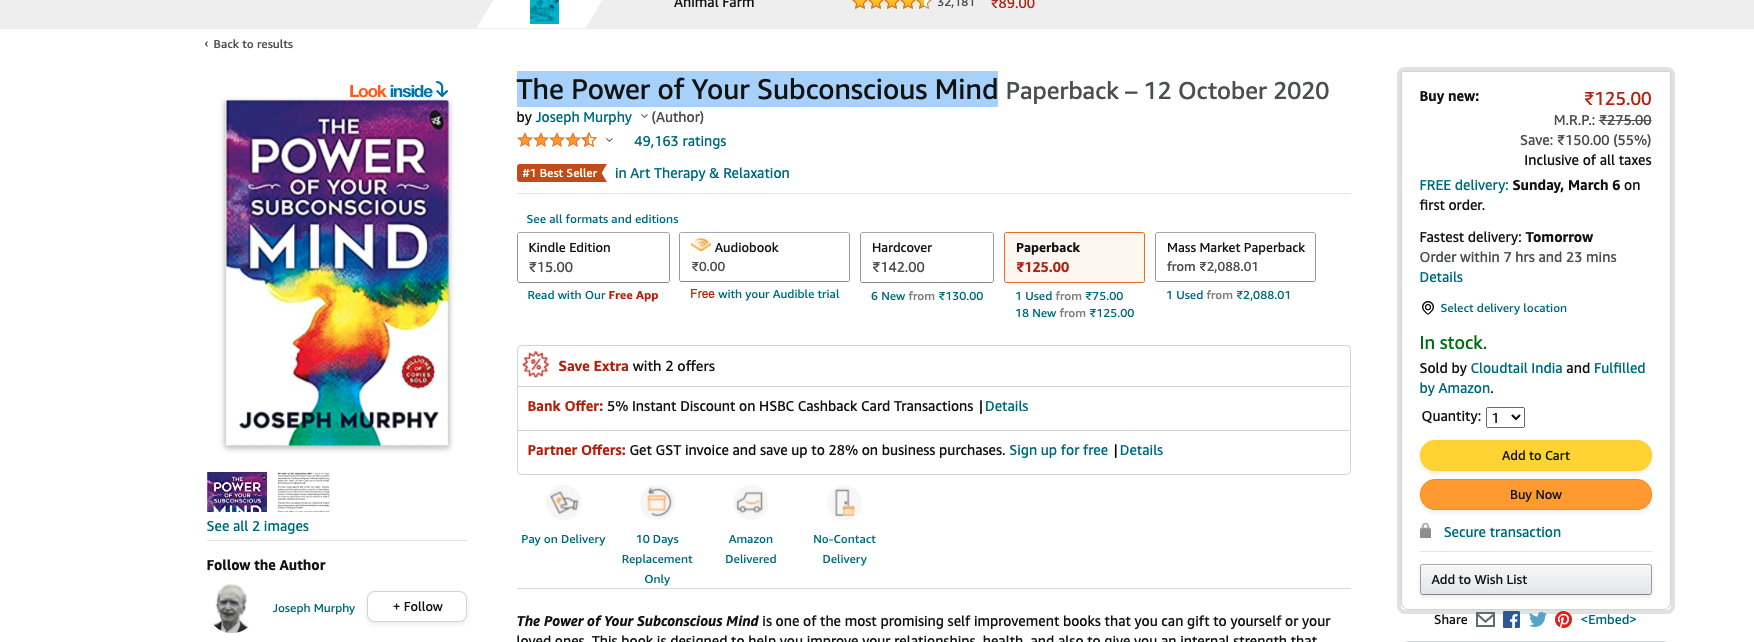 Animal Farm 32,181 ₹89.00
‹ Back to results
Look inside
THE
POWER
OF YOUR
SUBCONSCIOUS
MIND
MILLIONS
OF COPIES
SOLD
JOSEPH MURPHY
THE
POWER
OF YOUR
SUBCONSCIOUS
MIND
See all 2 images
Follow the Author
Joseph Murphy + Follow
The Power of Your Subconscious Mind Paperback – 12 October 2020
by Joseph Murphy (Author)
49,163 ratings
#1 Best Seller in Art Therapy & Relaxation
See all formats and editions
Kindle Edition
₹15.00
Read with Our Free App
Audiobook
₹0.00
Free with your Audible trial
Hardcover
₹142.00
6 New from ₹130.00
Paperback
₹125.00
1 Used from ₹75.00
18 New from ₹125.00
Mass Market Paperback
from ₹2,088.01
1 Used from ₹2,088.01
Save Extra with 2 offers
Bank Offer: 5% Instant Discount on HSBC Cashback Card Transactions | Details
Partner Offers: Get GST invoice and save up to 28% on business purchases. Sign up for free | Details
Pay on Delivery
10 Days
Replacement
Only
Amazon
Delivered
No-Contact
Delivery
The Power of Your Subconscious Mind is one of the most promising self improvement books that you can gift to yourself or your
loved ones. This book is designed to help you improve your relationships, health, and also to give you an internal strength that
Buy new: ₹125.00
M.R.P.: ₹275.00
Save: ₹150.00 (55%)
Inclusive of all taxes
FREE delivery: Sunday, March 6 on
first order.
Fastest delivery: Tomorrow
Order within 7 hrs and 23 mins
Details
Select delivery location
In stock.
Sold by Cloudtail India and Fulfilled
by Amazon.
Quantity: 1
Add to Cart
Buy Now
Secure transaction
Add to Wish List
Share <Embed>